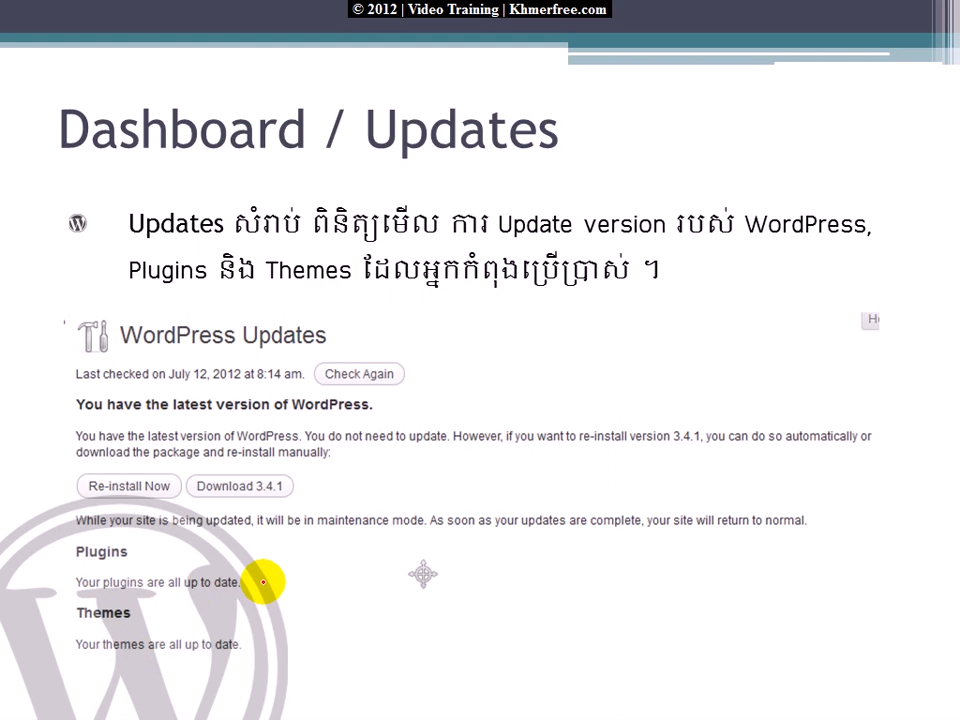 © 2012 | Video Training | Khmerfree.com
Dashboard / Updates
Updates សំរាប់ ពិនិត្យមើល ការ Update version របស់ WordPress,
Plugins និង Themes ដែលអ្នកកំពុងប្រើប្រាស់ ។
WordPress Updates
Last checked on July 12, 2012 at 8:14 am. Check Again
You have the latest version of WordPress.
You have the latest version of WordPress. You do not need to update. However, if you want to re-install version 3.4.1, you can do so automatically or
download the package and re-install manually:
Re-install Now Download 3.4.1
While your site is being updated, it will be in maintenance mode. As soon as your updates are complete, your site will return to normal.
Plugins
Your plugins are all up to date.
Themes
Your themes are all up to date.